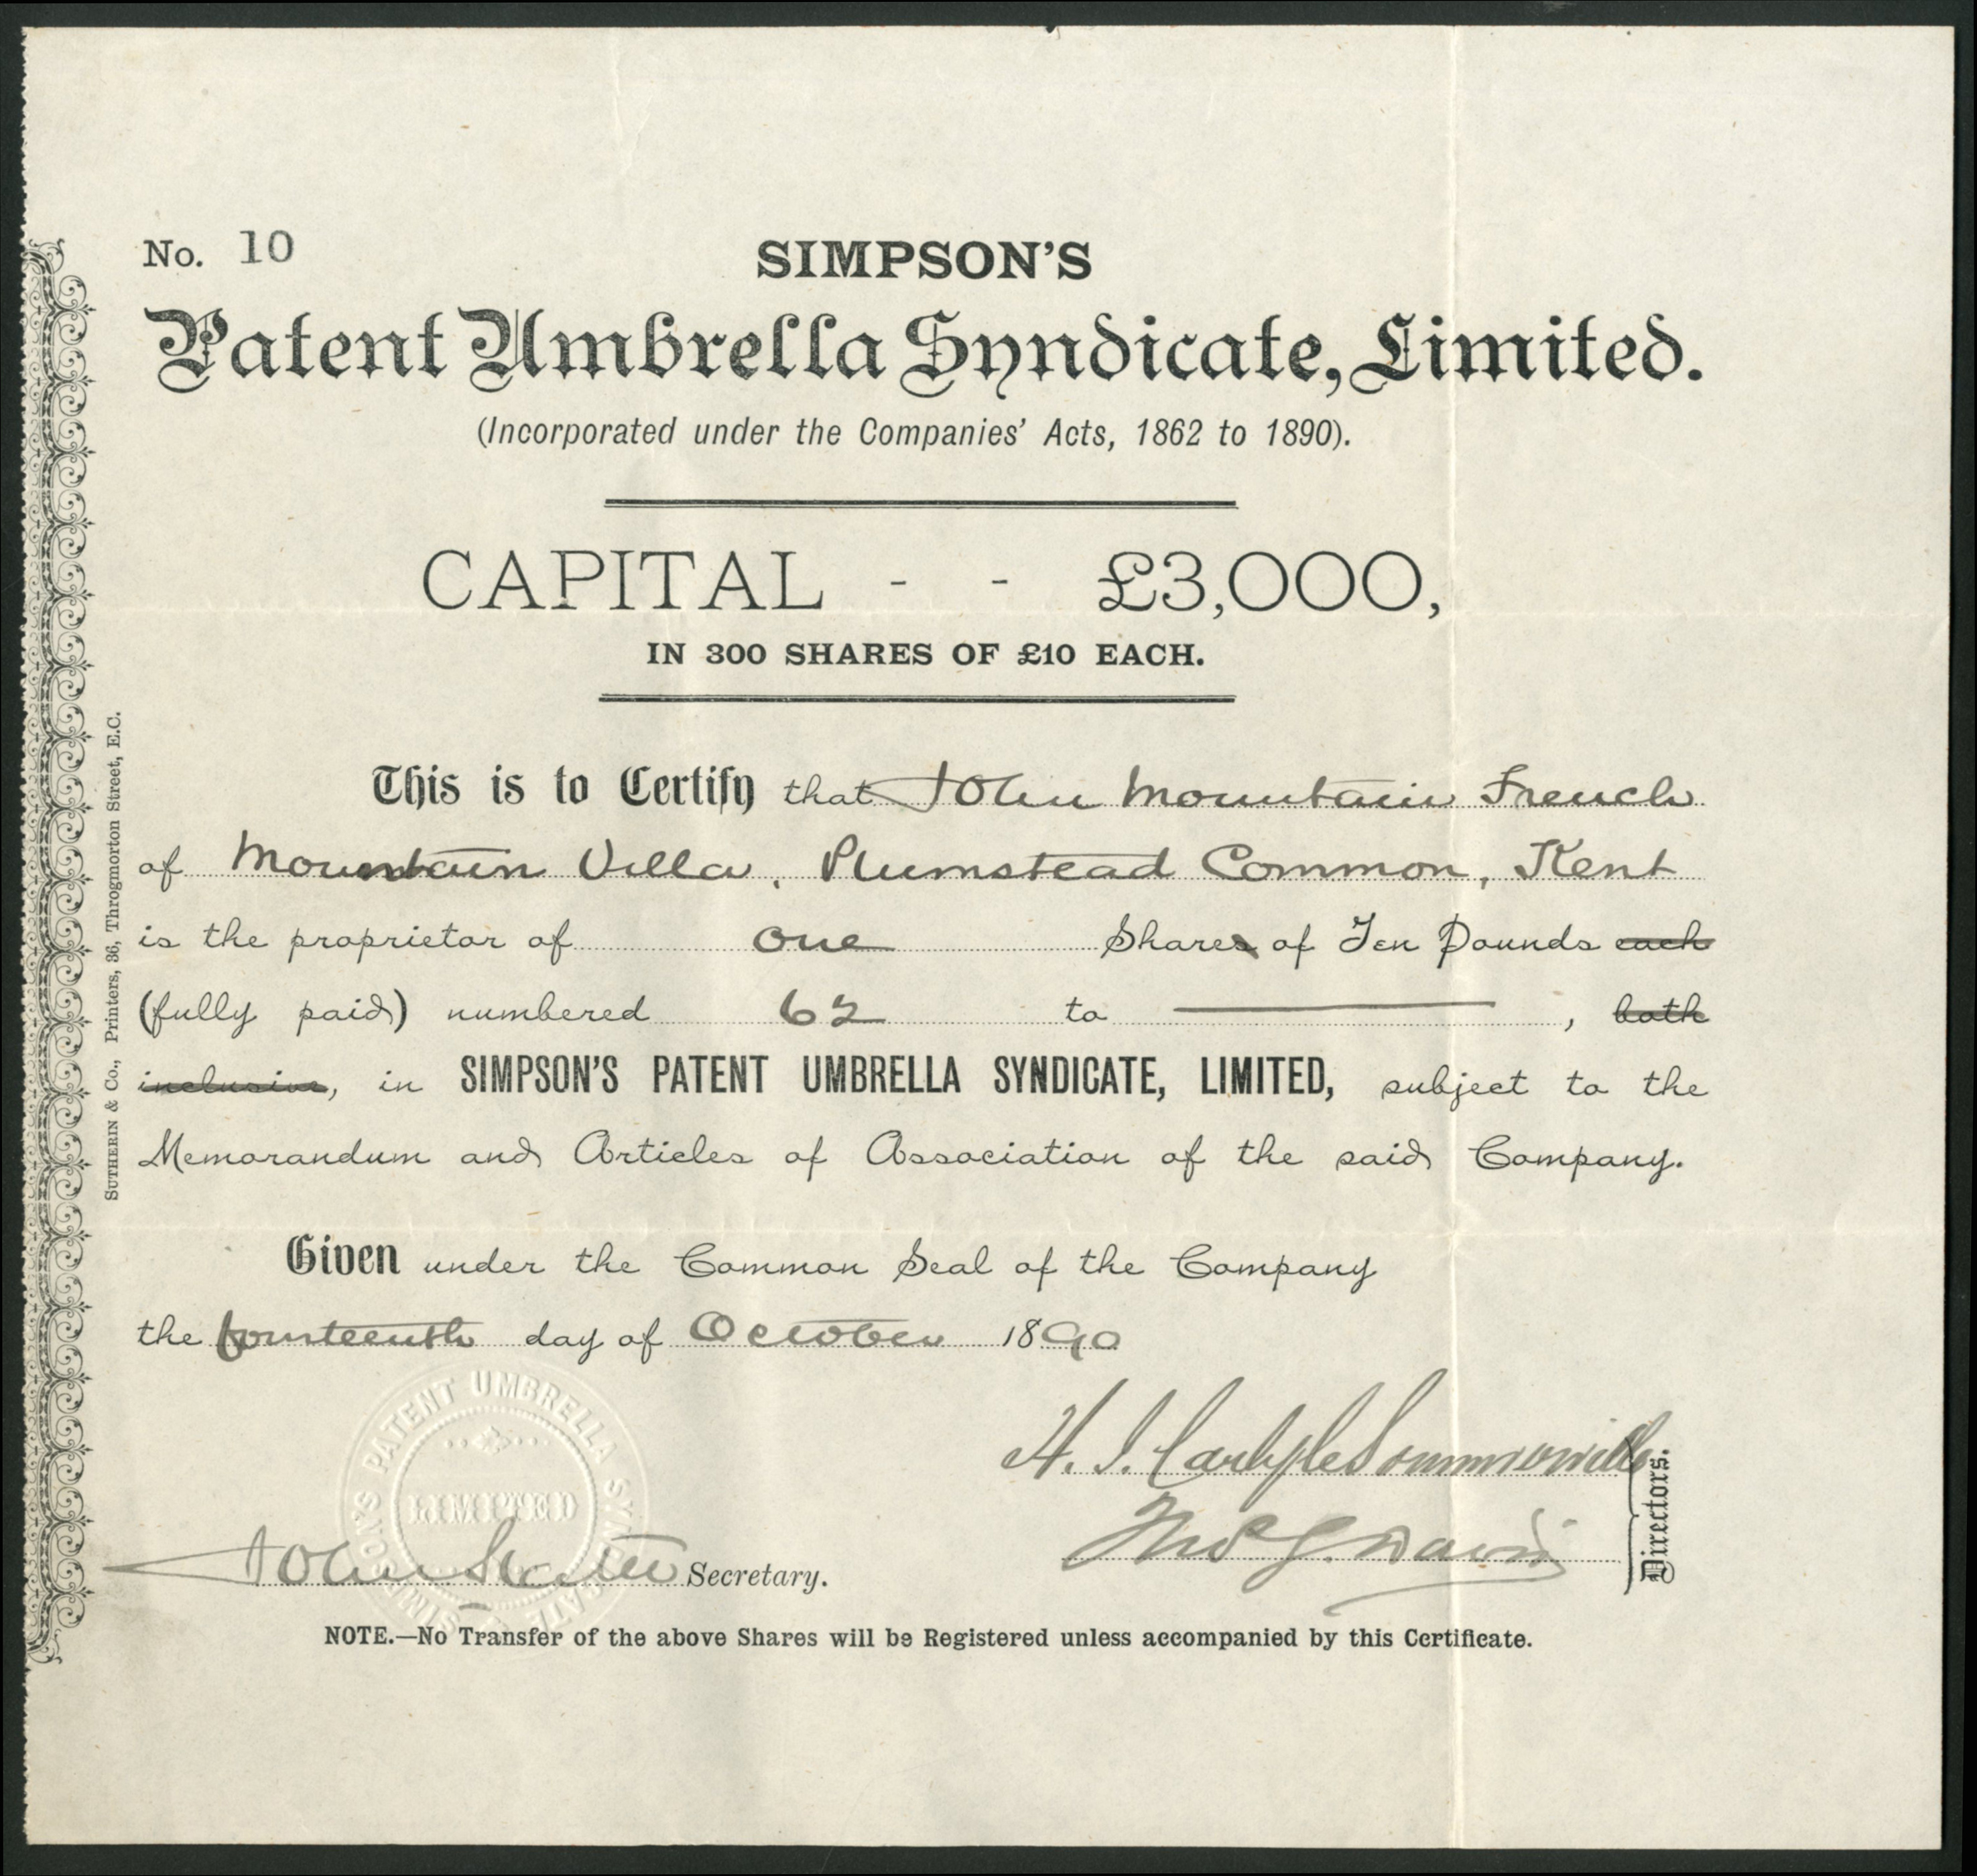 No. 10
SIMPSON'S
Patent Umbrella Syndicate, Limited.
(Incorporated under the Companies' Acts, 1862 to 1890).
CAPITAL - - £3,000,
IN 300 SHARES OF £10 EACH.
This is to Certify that John Mountain French
of Mountain Villa, Plumstead Common, Kent
is the proprietor of one Shares of Ten Pounds each
(fully paid) numbered 62 to , both
inclusive, in SIMPSON'S PATENT UMBRELLA SYNDICATE, LIMITED, subject to the
Memorandum and Articles of Association of the said Company.
Given under the Common Seal of the Company
the fourteenth day of October 1890
SIMPSON'S PATENT UMBRELLA SYNDICATE
LIMITED
H. J. Carlyle
Directors.
John Secretary.
NOTE.—No Transfer of the above Shares will be Registered unless accompanied by this Certificate.
SUTHERIN & Co., Printers, 36, Throgmorton Street, E.C.